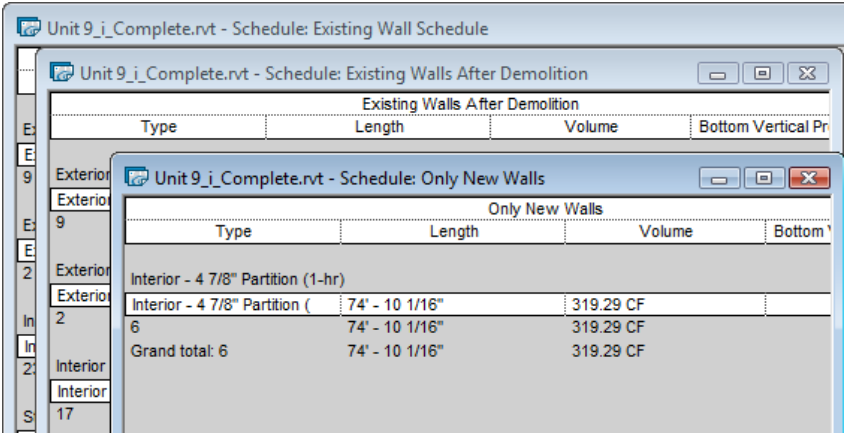 Unit 9_i_Complete.rvt - Schedule: Existing Wall Schedule
Unit 9_i_Complete.rvt - Schedule: Existing Walls After Demolition
Existing Walls After Demolition
Type Length Volume Bottom Vertical
Exterior
Exterior
9
Exterior
Exterior
2
Interior
Interior
17
9
2
Unit 9_i_Complete.rvt - Schedule: Only New Walls
Only New Walls
Type Length Volume Bottom
Interior - 4 7/8" Partition (1-hr)
Interior - 4 7/8" Partition ( 74' - 10 1/16" 319.29 CF
6 74' - 10 1/16" 319.29 CF
Grand total: 6 74' - 10 1/16" 319.29 CF